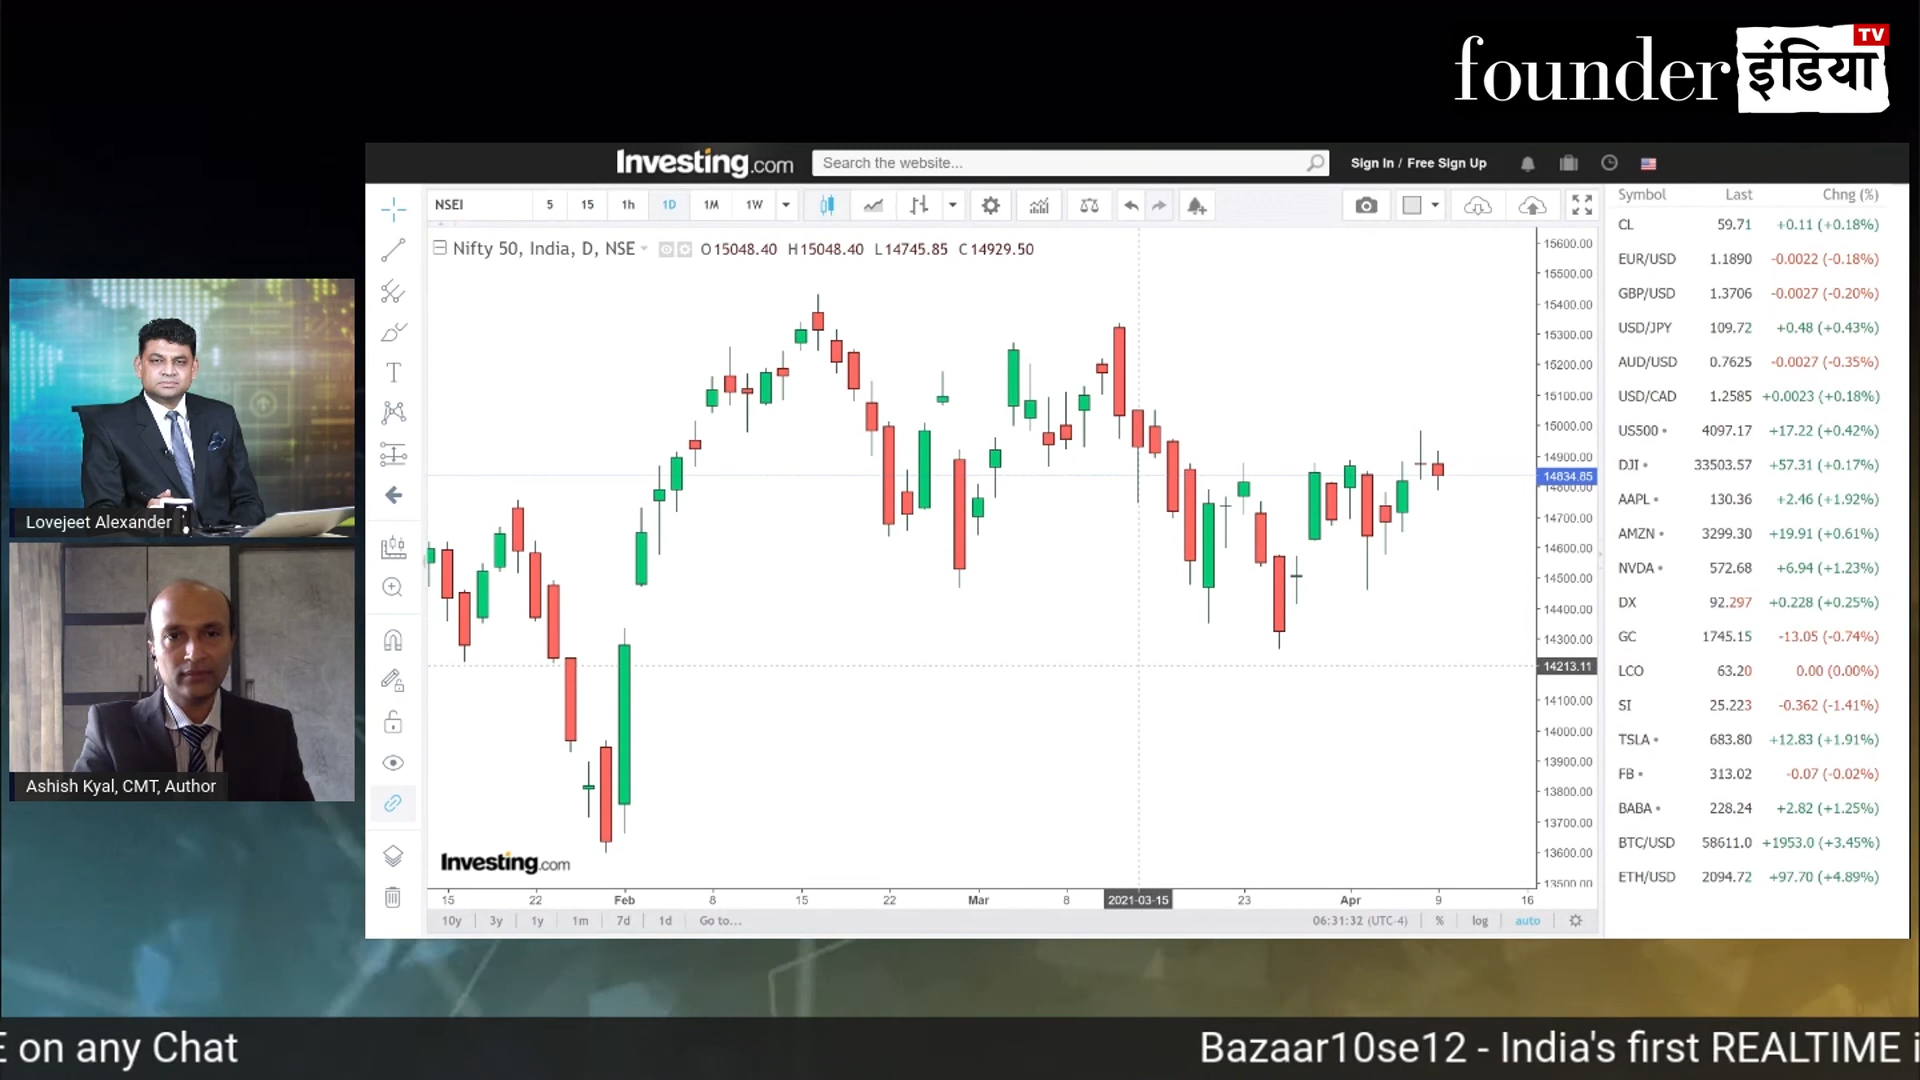 founder इंडिया TV
Investing.com
Search the website...
Sign In / Free Sign Up
NSEI
5
15
1h
1D
1M
1W
Nifty 50, India, D, NSE
O15048.40 H15048.40 L14745.85 C14929.50
T
15600.00
15500.00
15400.00
15300.00
15200.00
15100.00
15000.00
14900.00
14834.85
14800.00
14700.00
14600.00
14500.00
14400.00
14300.00
14213.11
14100.00
14000.00
13900.00
13800.00
13700.00
13600.00
13500.00
Investing.com
15 22 Feb 8 15 22 Mar 8 2021-03-15 23 Apr 9 16
10y 3y 1y 1m 7d 1d Go to...
06:31:32 (UTC-4) % log auto
Symbol Last Chng (%)
CL 59.71 +0.11 (+0.18%)
EUR/USD 1.1890 -0.0022 (-0.18%)
GBP/USD 1.3706 -0.0027 (-0.20%)
USD/JPY 109.72 +0.48 (+0.43%)
AUD/USD 0.7625 -0.0027 (-0.35%)
USD/CAD 1.2585 +0.0023 (+0.18%)
US500 4097.17 +17.22 (+0.42%)
DJI 33503.57 +57.31 (+0.17%)
AAPL 130.36 +2.46 (+1.92%)
AMZN 3299.30 +19.91 (+0.61%)
NVDA 572.68 +6.94 (+1.23%)
DX 92.297 +0.228 (+0.25%)
GC 1745.15 -13.05 (-0.74%)
LCO 63.20 0.00 (0.00%)
SI 25.223 -0.362 (-1.41%)
TSLA 683.80 +12.83 (+1.91%)
FB 313.02 -0.07 (-0.02%)
BABA 228.24 +2.82 (+1.25%)
BTC/USD 58611.0 +1953.0 (+3.45%)
ETH/USD 2094.72 +97.70 (+4.89%)
Lovejeet Alexander
Ashish Kyal, CMT, Author
E on any Chat
Bazaar10se12 - India's first REALTIME i